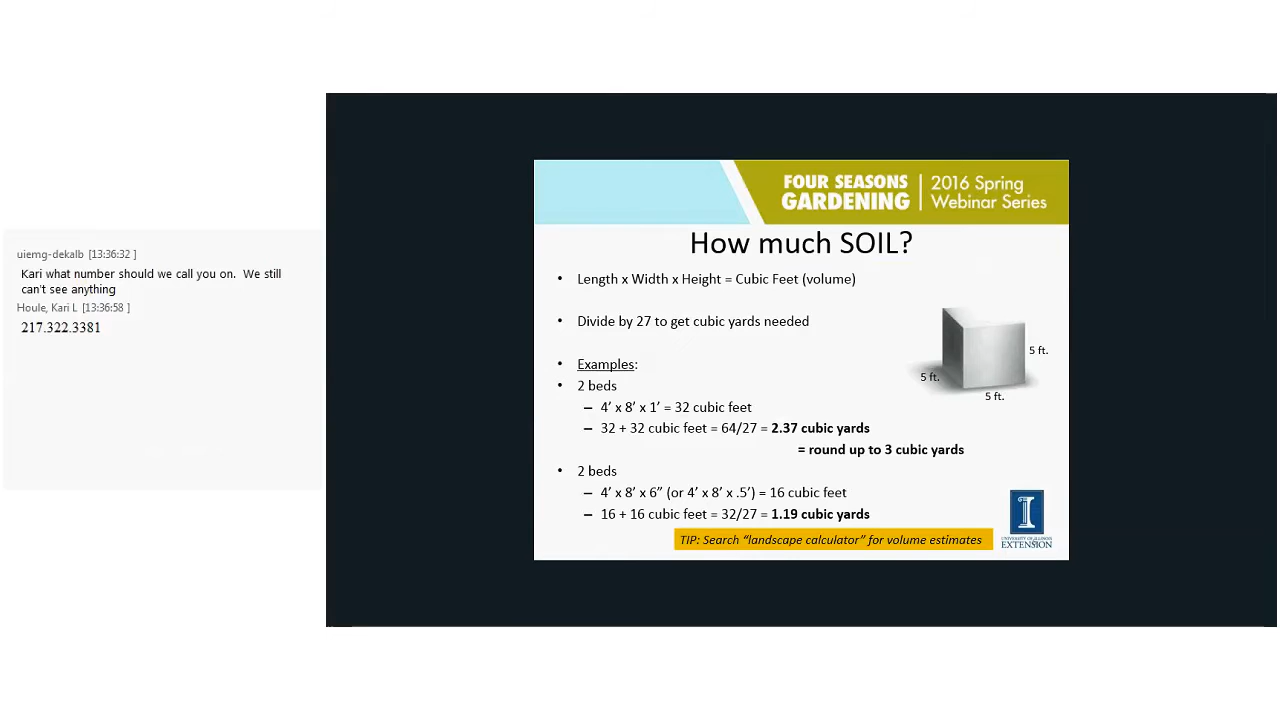 uiemg-dekalb [13:36:32 ]
Kari what number should we call you on.  We still
can't see anything
Houle, Kari L [13:36:58 ]
217.322.3381
FOUR SEASONS
GARDENING
2016 Spring
Webinar Series
How much SOIL?
• Length x Width x Height = Cubic Feet (volume)
• Divide by 27 to get cubic yards needed
• Examples:
• 2 beds
– 4’ x 8’ x 1’ = 32 cubic feet
– 32 + 32 cubic feet = 64/27 = 2.37 cubic yards
= round up to 3 cubic yards
• 2 beds
– 4’ x 8’ x 6” (or 4’ x 8’ x .5’) = 16 cubic feet
– 16 + 16 cubic feet = 32/27 = 1.19 cubic yards
5 ft.
5 ft.
5 ft.
TIP: Search “landscape calculator” for volume estimates
I
UNIVERSITY OF ILLINOIS
EXTENSION